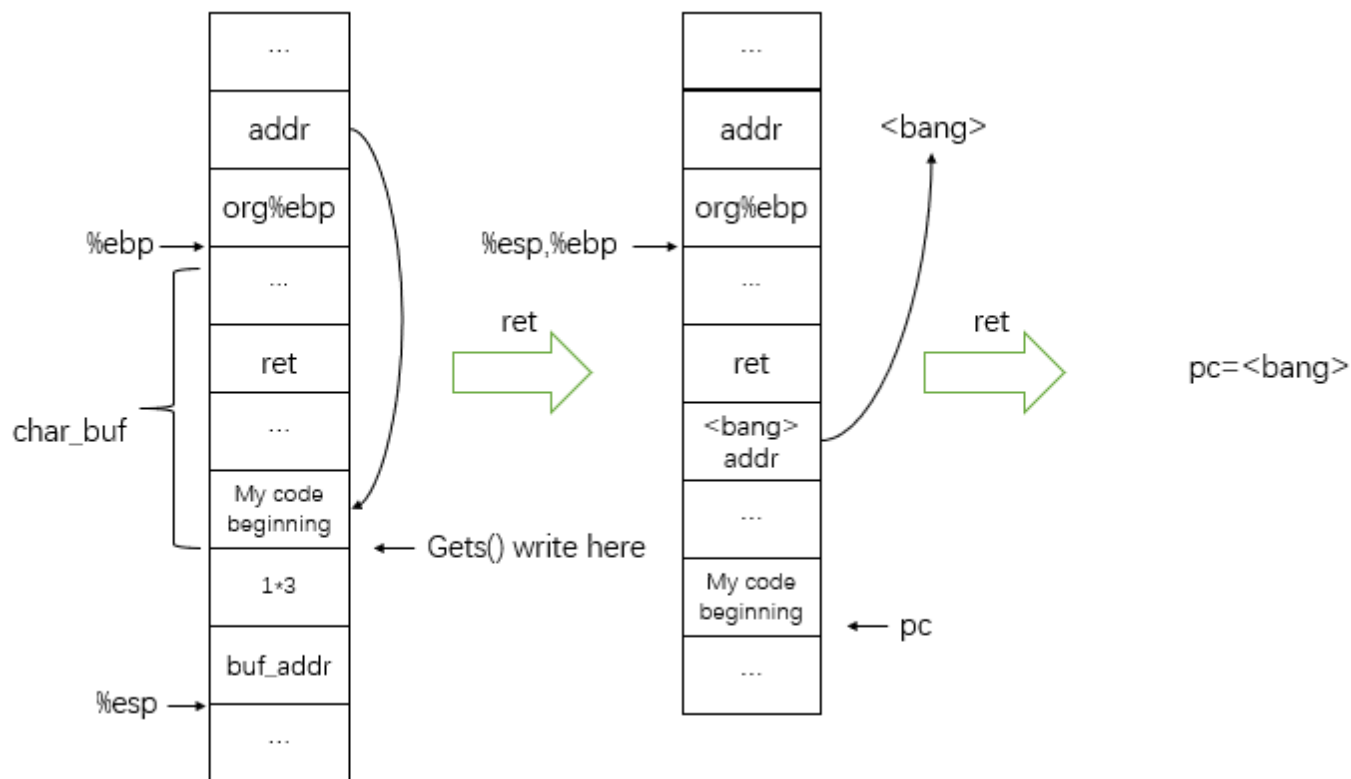 ...
addr
org%ebp
%ebp
...
ret
char_buf
...
My code
beginning
Gets() write here
1*3
buf_addr
%esp
...
ret
...
addr
<bang>
org%ebp
%esp,%ebp
...
ret
<bang>
addr
...
My code
beginning
pc
...
ret
pc=<bang>